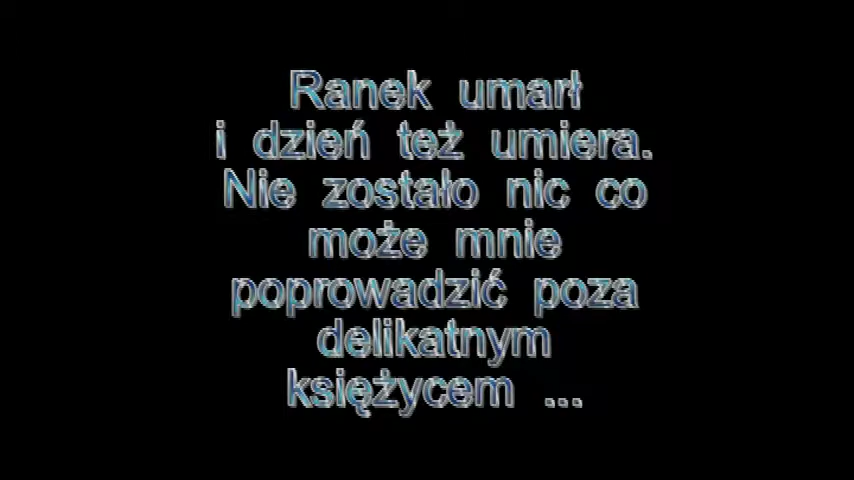 Ranek umarł
i dzień też umiera.
Nie zostało nic co
może mnie
poprowadzić poza
delikatnym
księżycem ...